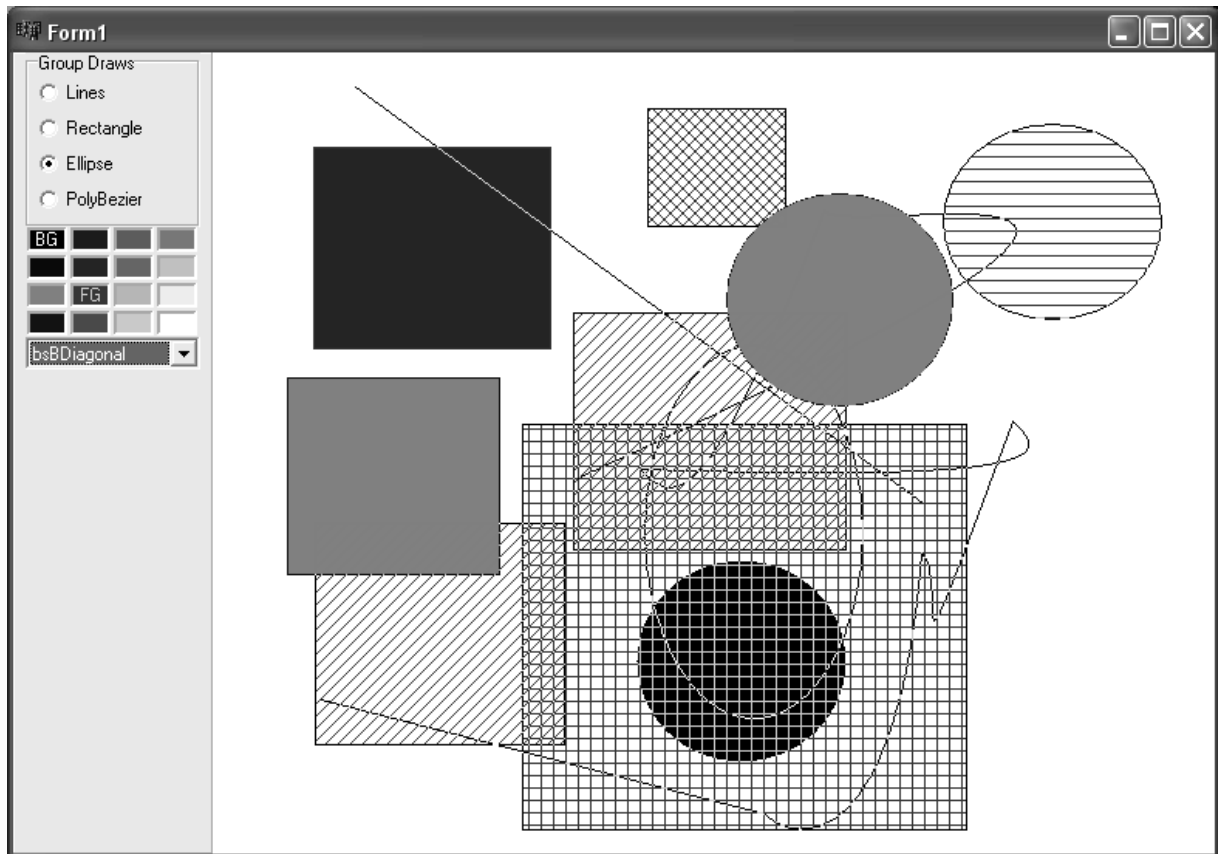 Form1
Group Draws
Lines
Rectangle
Ellipse
PolyBezier
BG
FG
bsBDiagonal